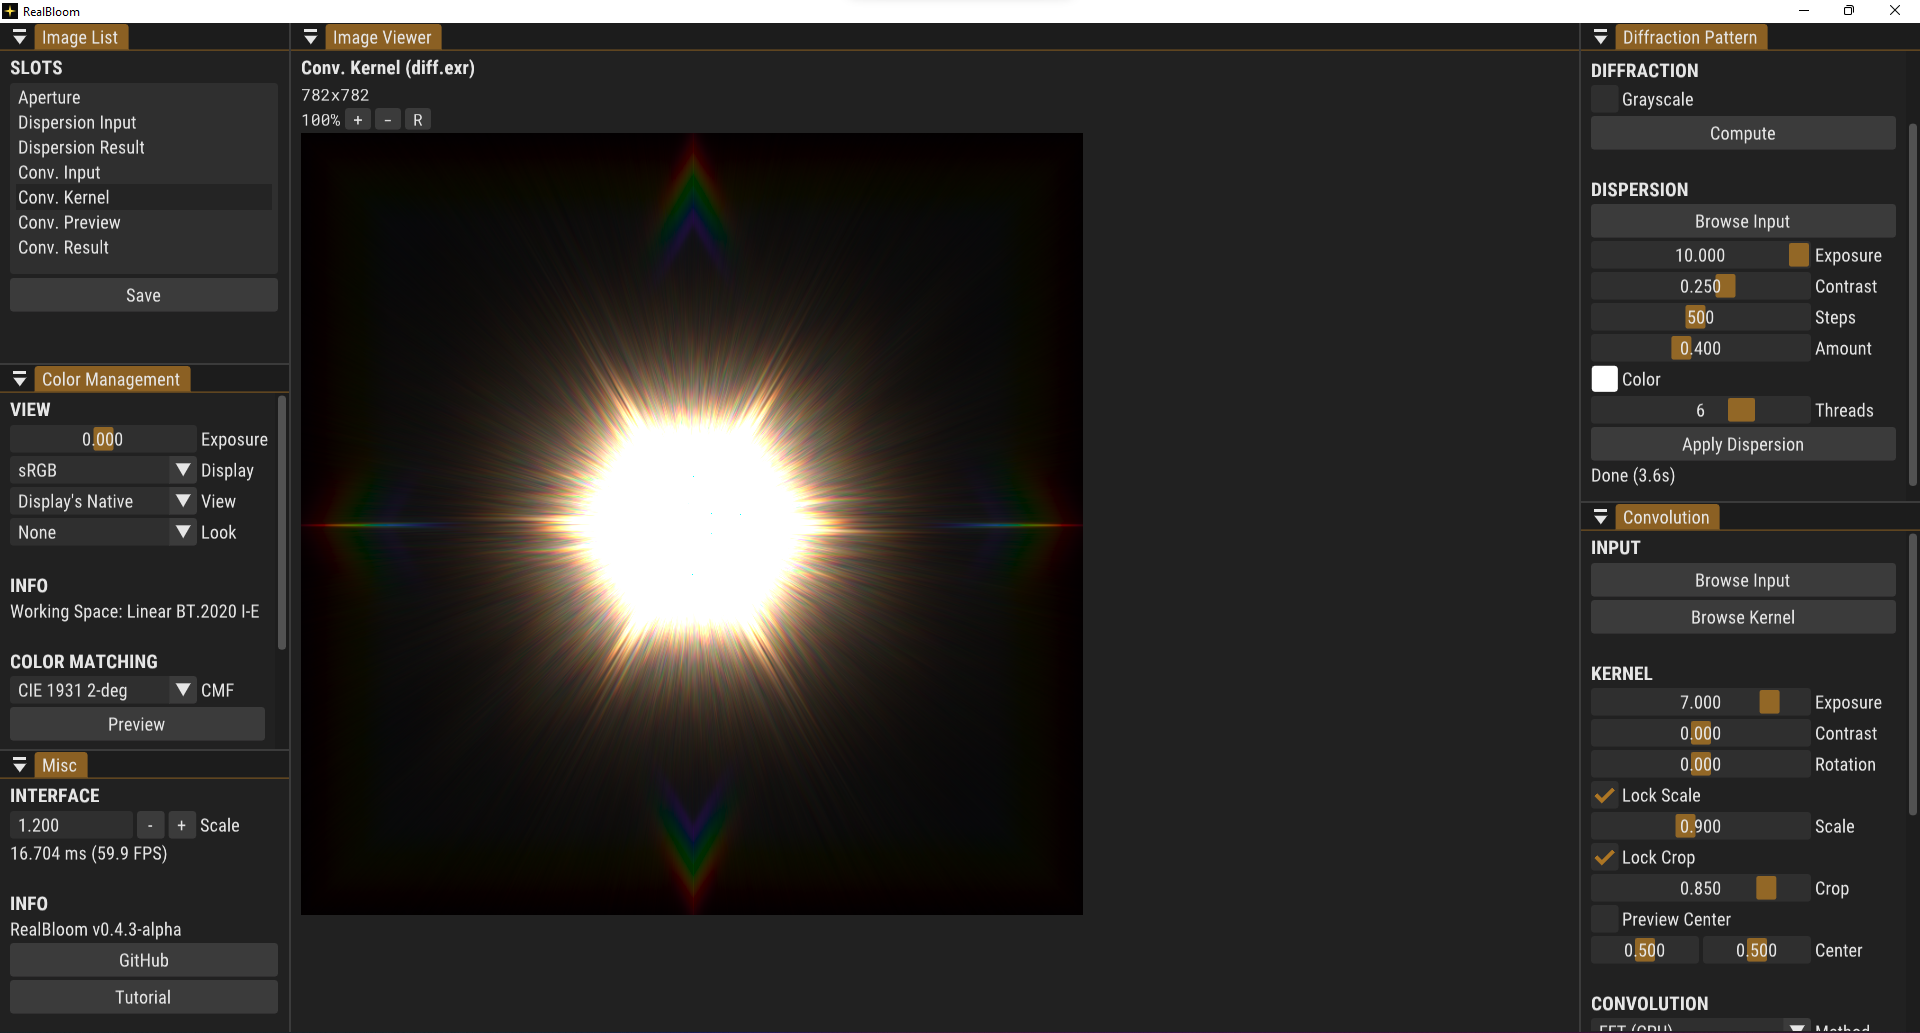 RealBloom
Image List
SLOTS
Aperture
Dispersion Input
Dispersion Result
Conv. Input
Conv. Kernel
Conv. Preview
Conv. Result
Save
Color Management
VIEW
0.000 Exposure
sRGB Display
Display's Native View
None Look
INFO
Working Space: Linear BT.2020 I-E
COLOR MATCHING
CIE 1931 2-deg CMF
Preview
Misc
INTERFACE
1.200 - + Scale
16.704 ms (59.9 FPS)
INFO
RealBloom v0.4.3-alpha
GitHub
Tutorial
Image Viewer
Conv. Kernel (diff.exr)
782x782
100% + - R
Diffraction Pattern
DIFFRACTION
Grayscale
Compute
DISPERSION
Browse Input
10.000 Exposure
0.250 Contrast
500 Steps
0.400 Amount
Color
6 Threads
Apply Dispersion
Done (3.6s)
Convolution
INPUT
Browse Input
Browse Kernel
KERNEL
7.000 Exposure
0.000 Contrast
0.000 Rotation
Lock Scale
0.900 Scale
Lock Crop
0.850 Crop
Preview Center
0.500 0.500 Center
CONVOLUTION
FFT (CPU) Method